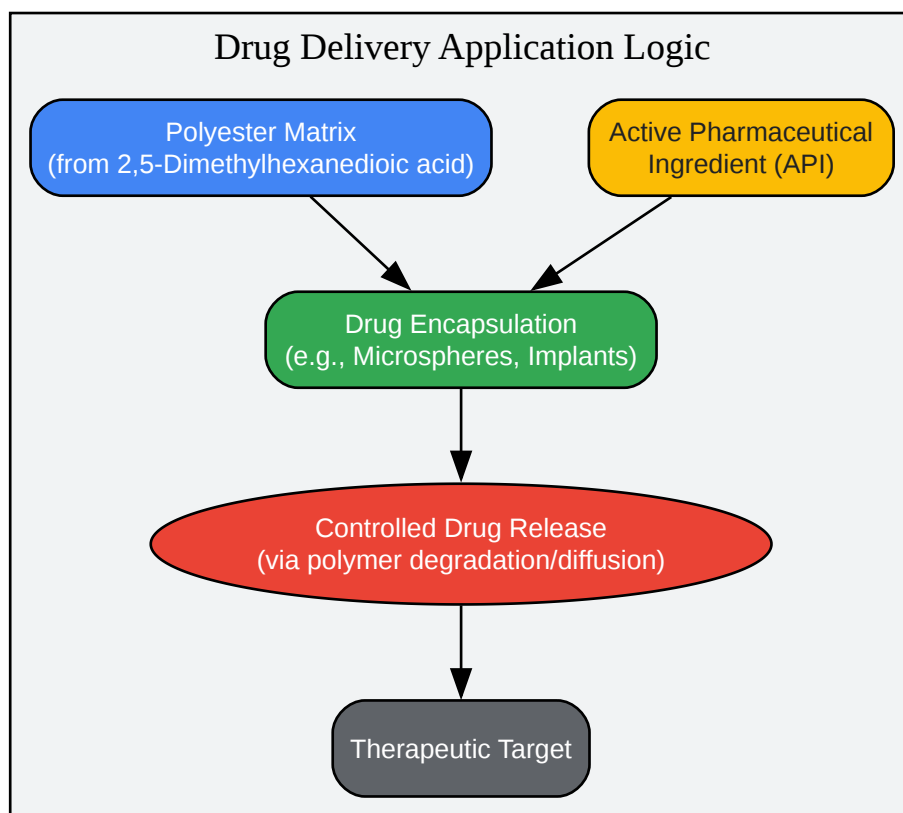 Drug Delivery Application Logic
Polyester Matrix
(from 2,5-Dimethylhexanedioic acid)
Active Pharmaceutical
Ingredient (API)
Drug Encapsulation
(e.g., Microspheres, Implants)
Controlled Drug Release
(via polymer degradation/diffusion)
Therapeutic Target